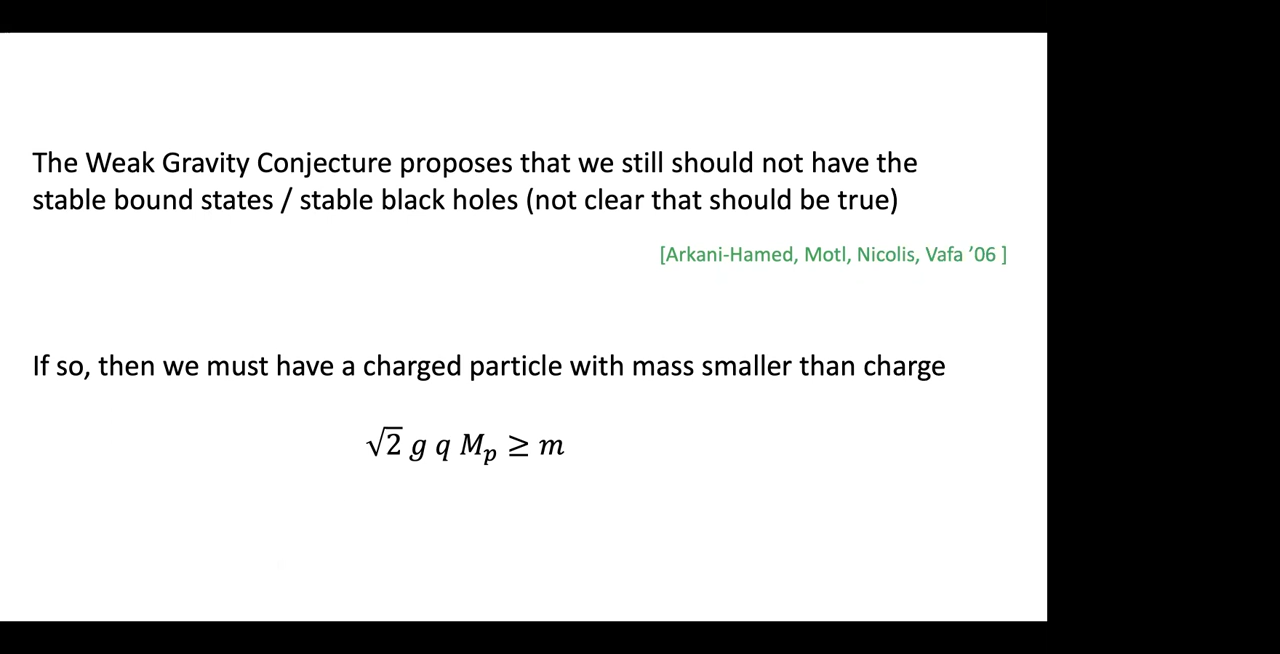 The Weak Gravity Conjecture proposes that we still should not have the
stable bound states / stable black holes (not clear that should be true)
[Arkani-Hamed, Motl, Nicolis, Vafa ’06 ]
If so, then we must have a charged particle with mass smaller than charge
√2 g q Mₚ ≥ m